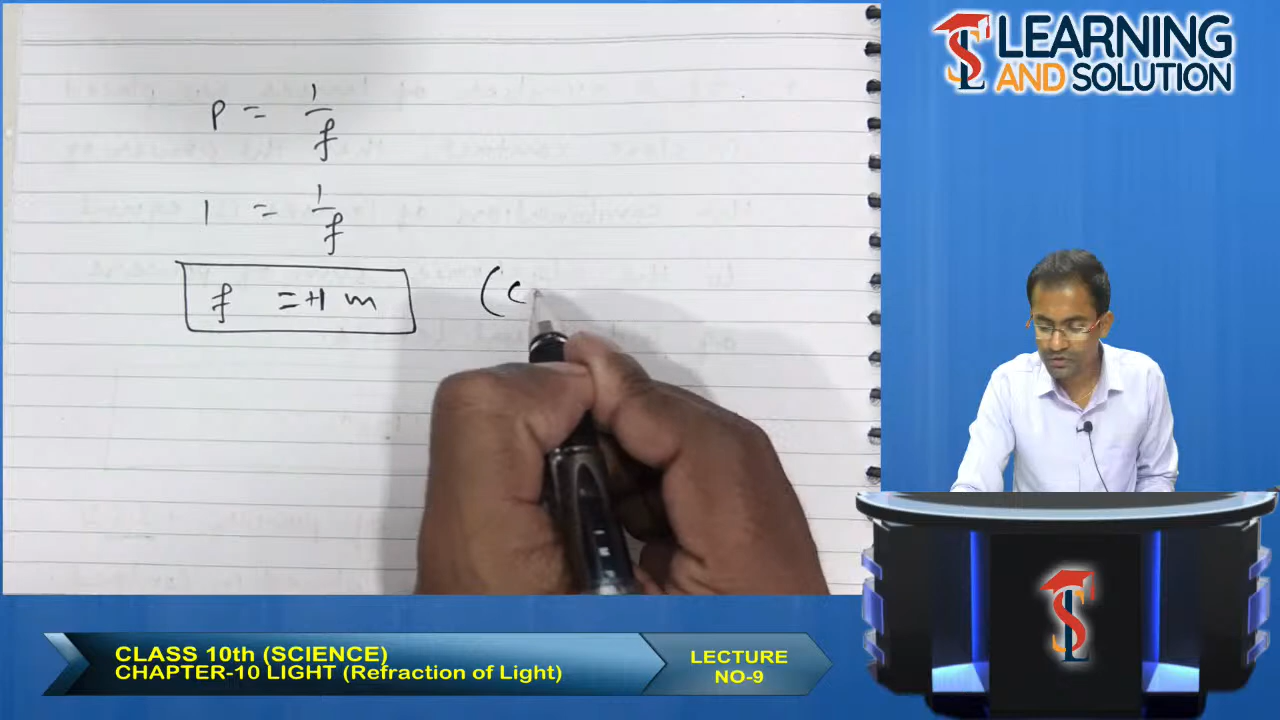 P = 1/f
1 = 1/f
f = +1 m (c
LEARNING
AND SOLUTION
CLASS 10th (SCIENCE)
CHAPTER-10 LIGHT (Refraction of Light)
LECTURE
NO-9